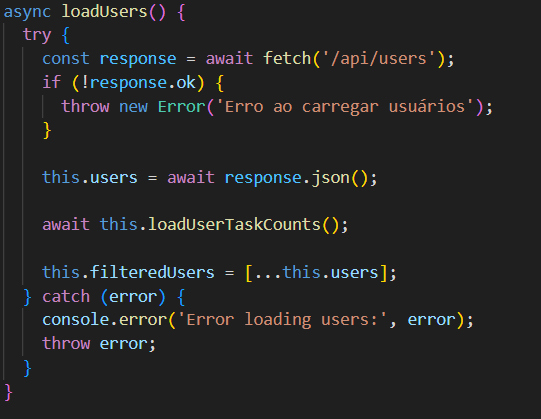 async loadUsers() {
  try {
    const response = await fetch('/api/users');
    if (!response.ok) {
      throw new Error('Erro ao carregar usuários');
    }

    this.users = await response.json();

    await this.loadUserTaskCounts();

    this.filteredUsers = [...this.users];
  } catch (error) {
    console.error('Error loading users:', error);
    throw error;
  }
}